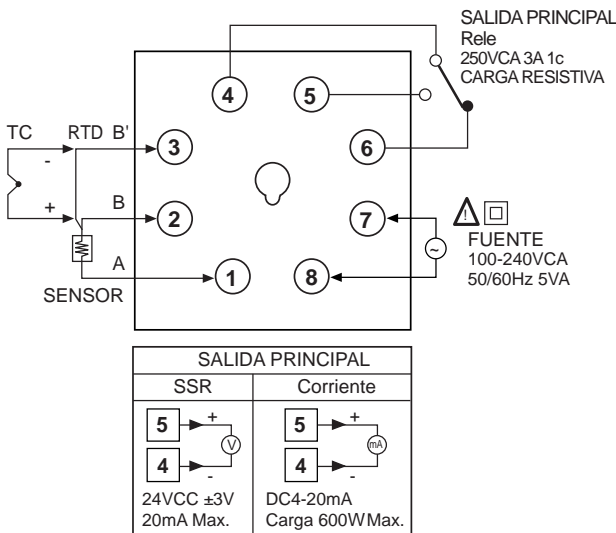 SALIDA PRINCIPAL
Rele
250VCA 3A 1c
CARGA RESISTIVA
4
5
TC RTD B'
3
6
-
+
B
2
7
A
1
8
SENSOR
!
~
FUENTE
100-240VCA
50/60Hz 5VA
SALIDA PRINCIPAL
SSR Corriente
5 + 5 +
V mA
4 - 4 -
24VCC ±3V DC4-20mA
20mA Max. Carga 600WMax.